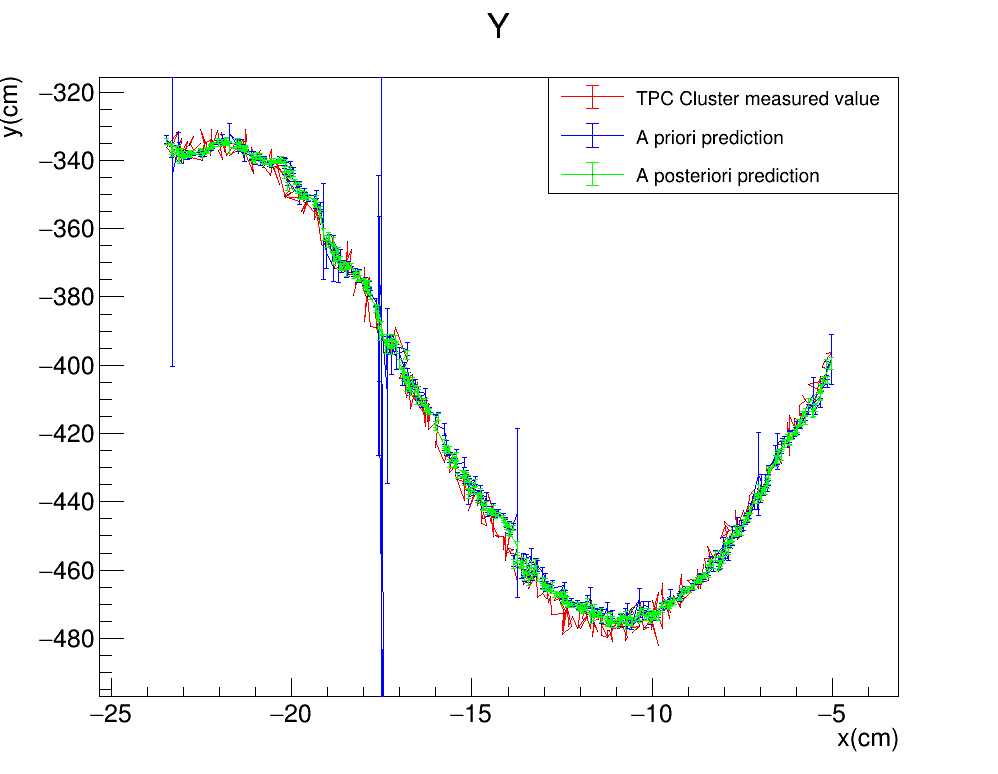 Y
y(cm)
−320
−340
−360
−380
−400
−420
−440
−460
−480
TPC Cluster measured value
A priori prediction
A posteriori prediction
−25 −20 −15 −10 −5
x(cm)